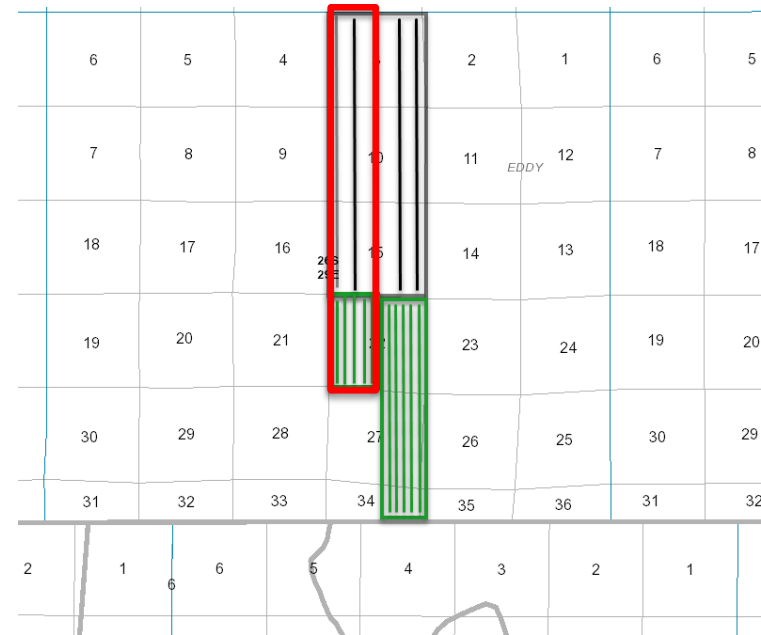 6 5 4 3 2 1 6 5
7 8 9 10 11 12 7 8
EDDY
18 17 16 15 14 13 18 17
26S
29E
19 20 21 22 23 24 19 20
30 29 28 27 26 25 30 29
31 32 33 34 35 36 31 32
2 1 6 5 4 3 2 1
6